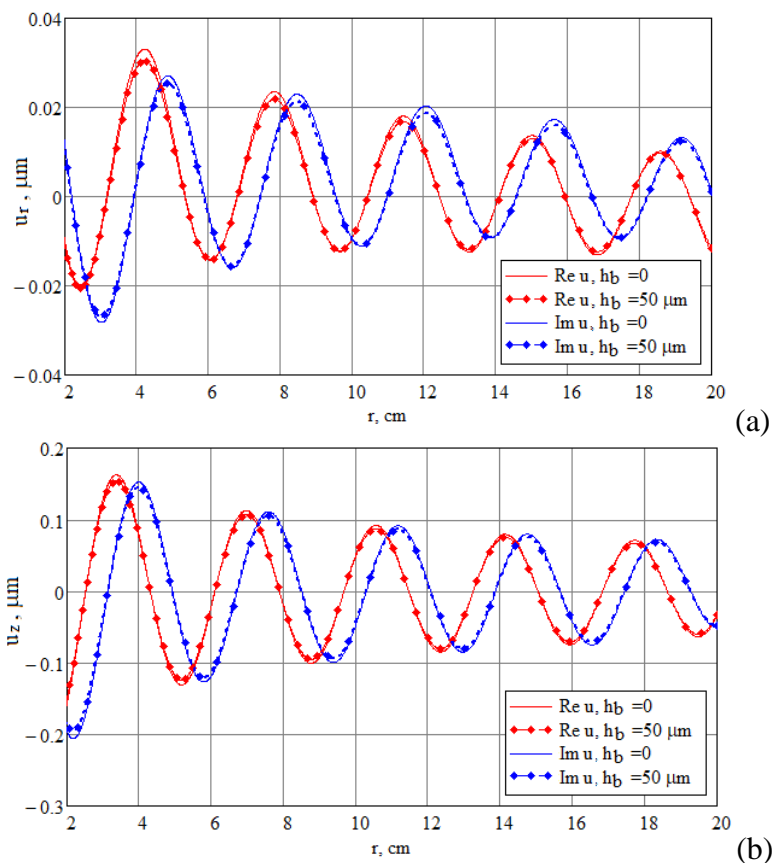 0.04
0.02
0
−0.02
−0.04
u_r , μm
Re u, h_b =0
Re u, h_b =50 μm
Im u, h_b =0
Im u, h_b =50 μm
2 4 6 8 10 12 14 16 18 20
r, cm
(a)
0.2
0.1
0
−0.1
−0.2
−0.3
u_z , μm
Re u, h_b =0
Re u, h_b =50 μm
Im u, h_b =0
Im u, h_b =50 μm
2 4 6 8 10 12 14 16 18 20
r, cm
(b)